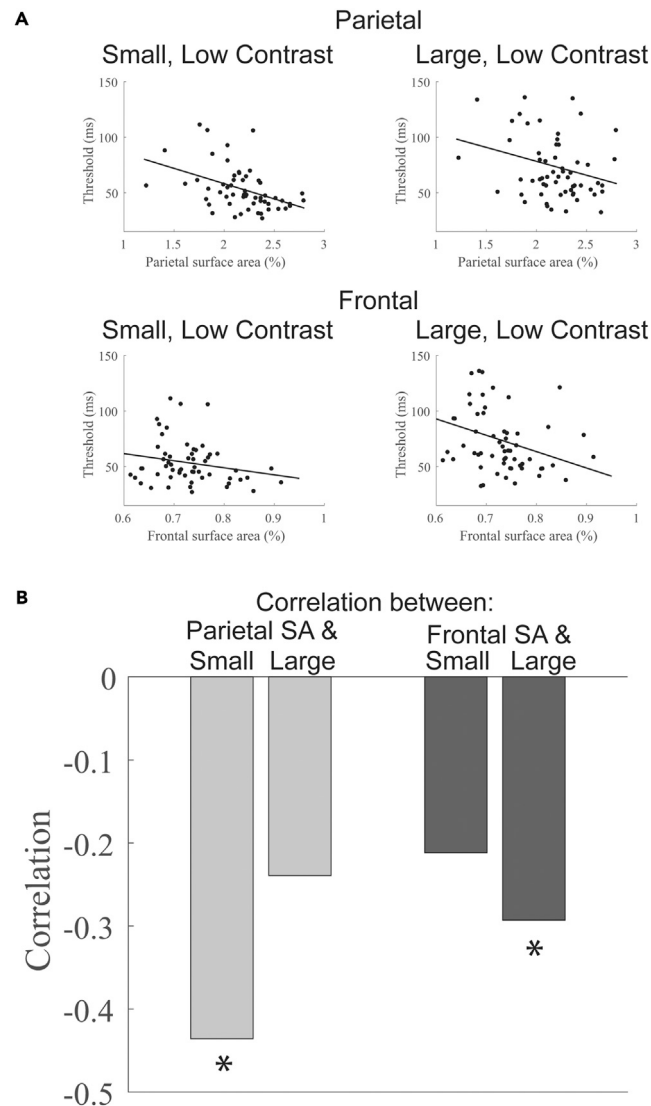 A
Parietal
Small, Low Contrast
Large, Low Contrast
150
100
50
Threshold (ms)
1 1.5 2 2.5 3
Parietal surface area (%)
150
100
50
Threshold (ms)
1 1.5 2 2.5 3
Parietal surface area (%)
Frontal
Small, Low Contrast
Large, Low Contrast
150
100
50
Threshold (ms)
0.6 0.7 0.8 0.9 1
Frontal surface area (%)
150
100
50
Threshold (ms)
0.6 0.7 0.8 0.9 1
Frontal surface area (%)
B
Correlation between:
Parietal SA &
Small Large
Frontal SA &
Small Large
0
-0.1
-0.2
-0.3
-0.4
-0.5
Correlation
*
*